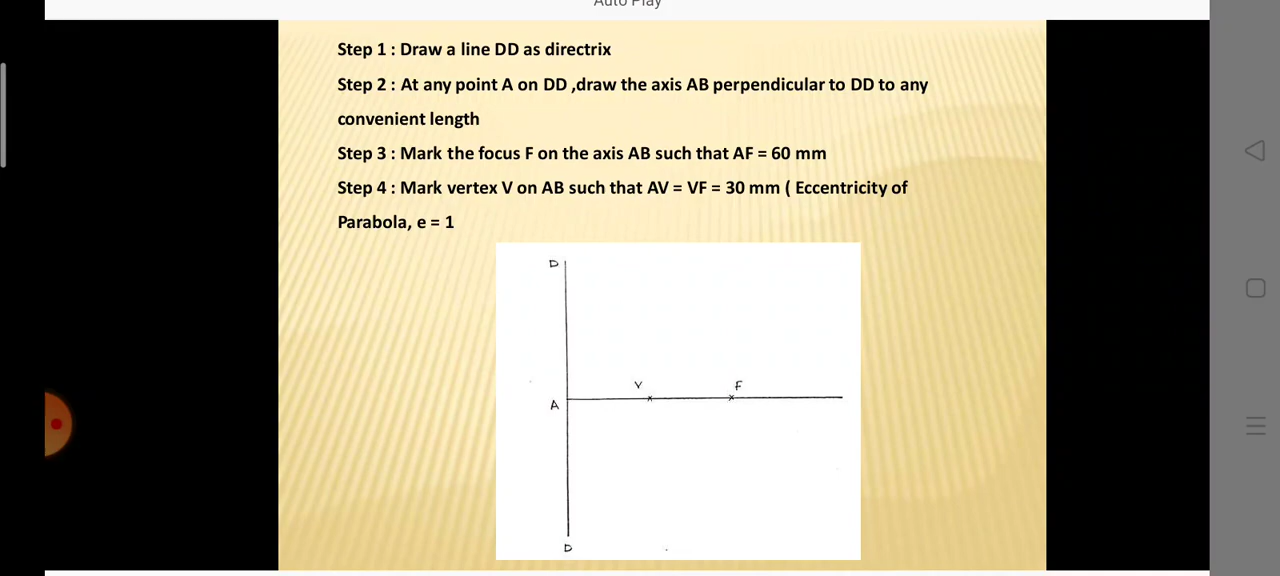 Auto Play
Step 1 : Draw a line DD as directrix
Step 2 : At any point A on DD ,draw the axis AB perpendicular to DD to any
convenient length
Step 3 : Mark the focus F on the axis AB such that AF = 60 mm
Step 4 : Mark vertex V on AB such that AV = VF = 30 mm ( Eccentricity of
Parabola, e = 1
D
V F
A
D